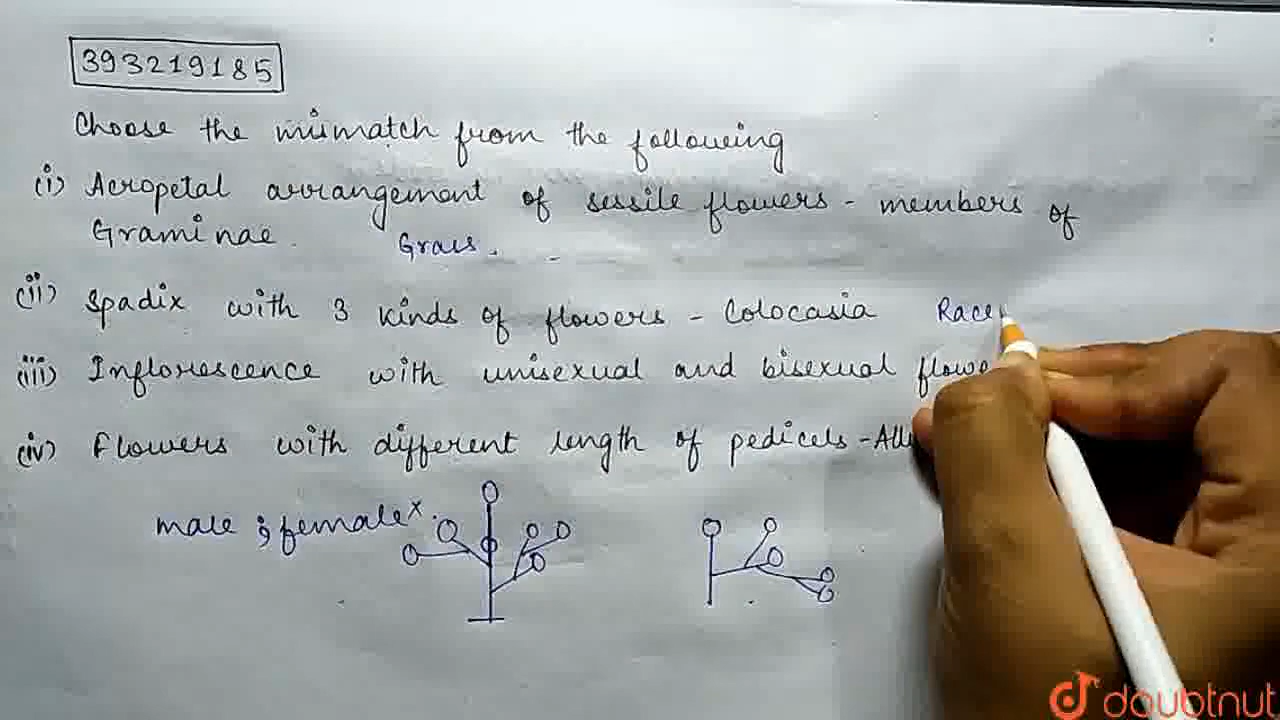 393219185
Choose the mismatch from the following
(i) Acropetal arrangement of sessile flowers - members of
Graminae. Grass.
(ii) Spadix with 3 kinds of flowers - Colocasia Race
(iii) Inflorescence with unisexual and bisexual flowe
(iv) Flowers with different length of pedicels - All
male ; female x.
doubtnut